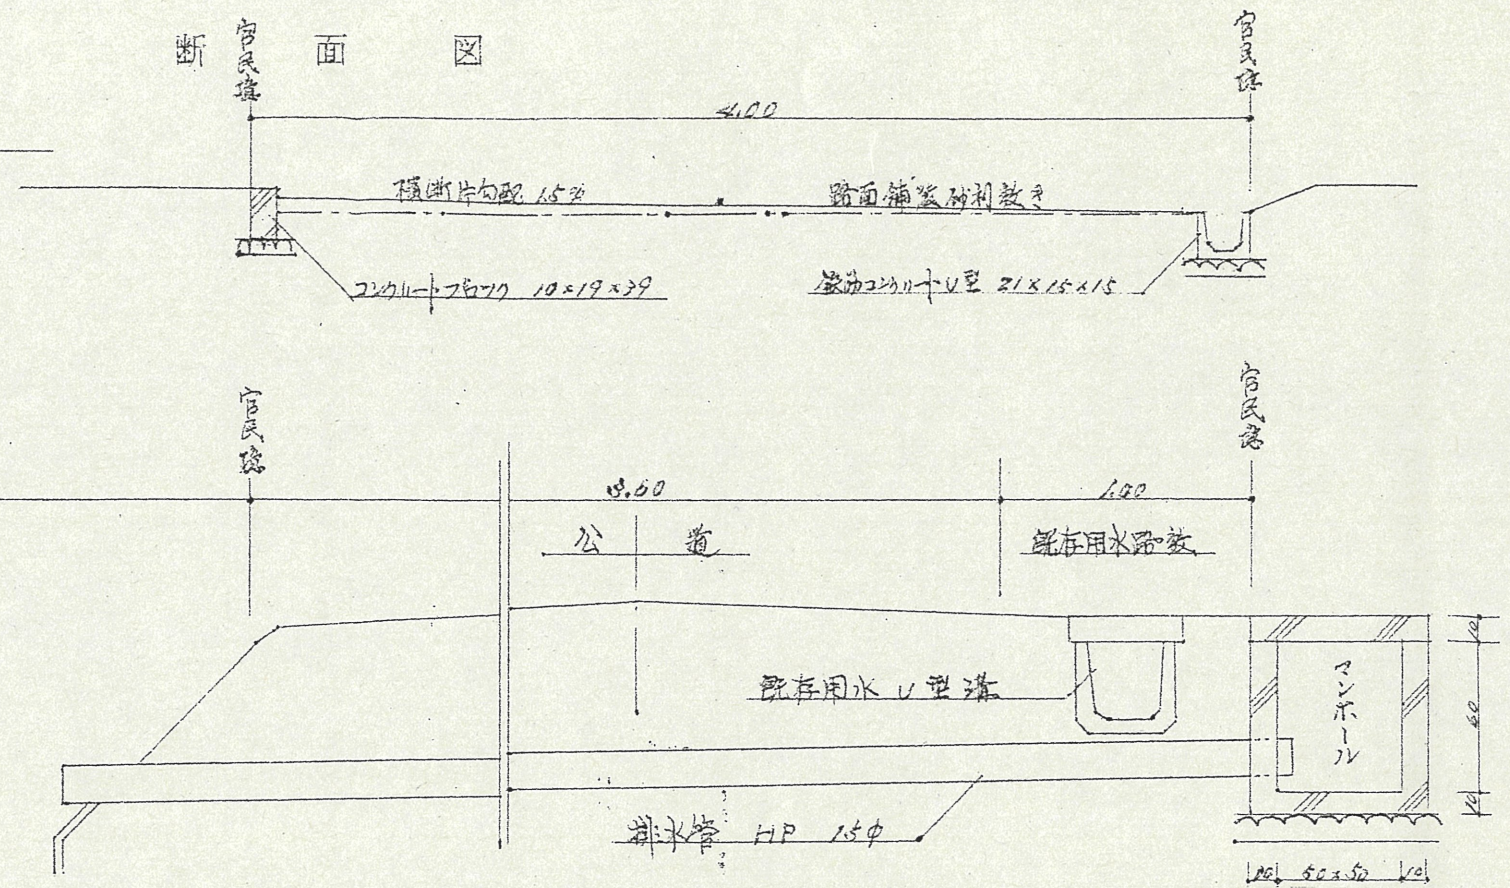 断面図
官民境
官民境
4.00
横断片勾配 1.5%
路面舗装砂利敷き
コンクリートブロック 10×19×39
鉄筋コンクリートU型 21×15×15
官民境
官民境
1.00
公道
既存用水路敷
既存用水U型溝
マンホール
10
60
10
排水管 HP 15φ
10 50×50 10